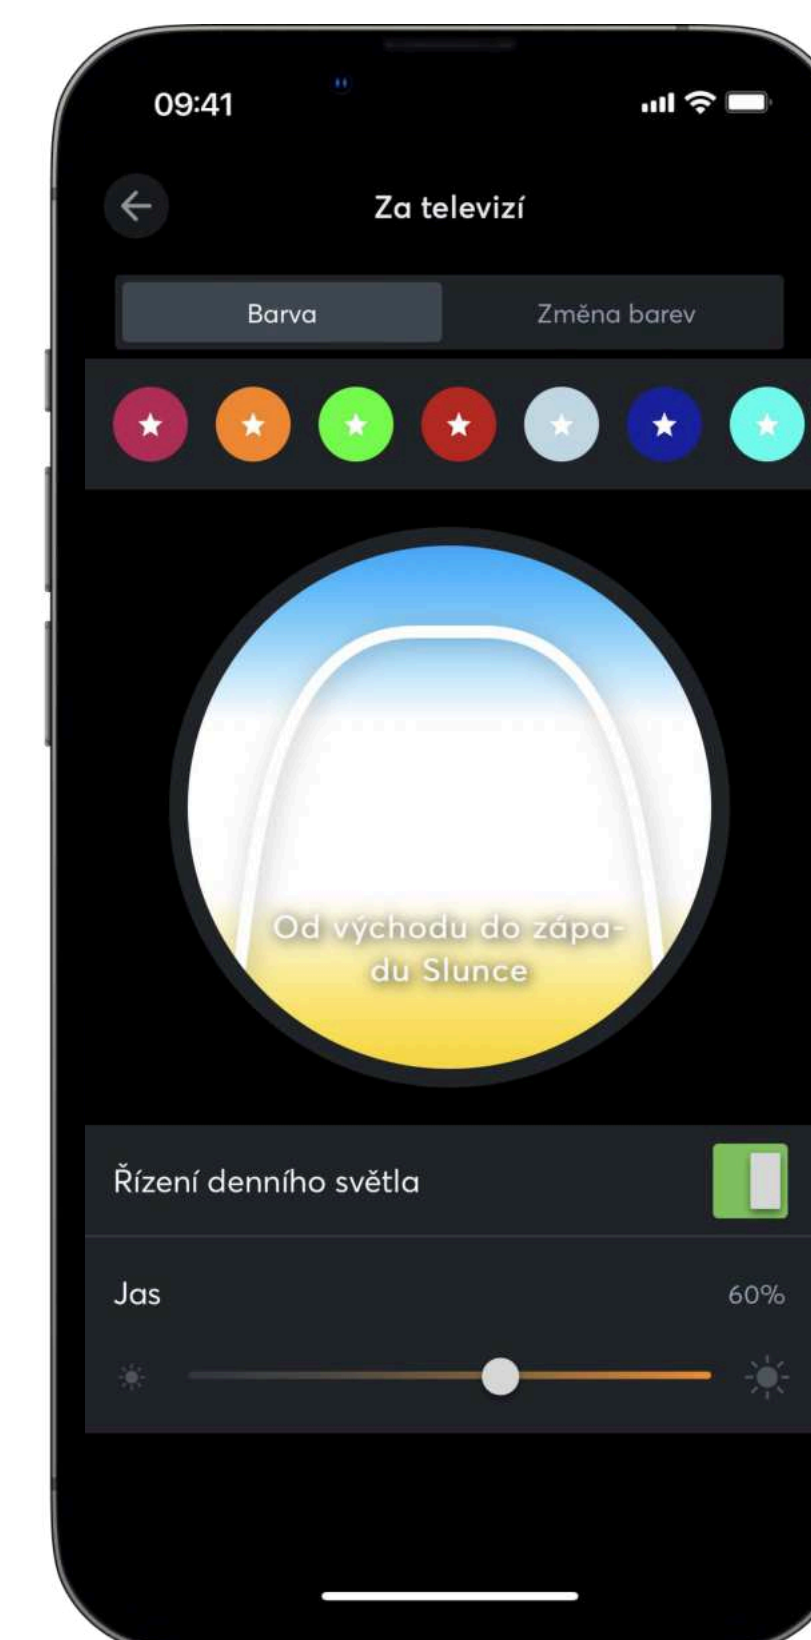 09:41
Za televizí
Barva
Změna barev
Od východu do zápa-
du Slunce
Řízení denního světla
Jas
60%